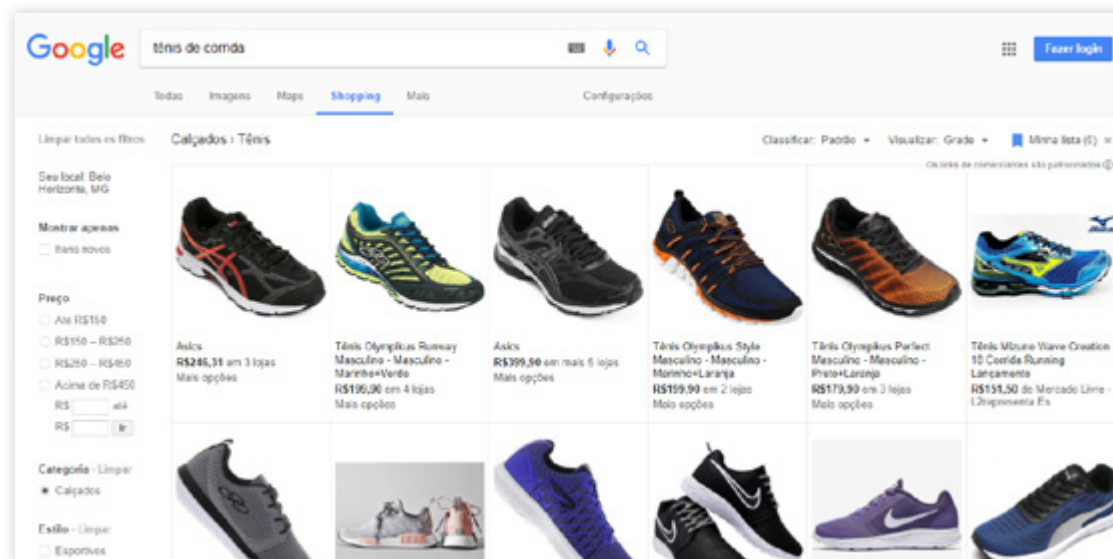 Google
tênis de corrida
Fazer login
Todas Imagens Maps Shopping Mais Configurações
Limpar todos os filtros
Calçados › Tênis
Classificar: Padrão Visualizar: Grade Minha lista (0)
Os links de comerciantes são patrocinados
Seu local: Belo
Horizonte, MG
Mostrar apenas
Itens novos
Preço
Até R$150
R$150 – R$250
R$250 – R$450
Acima de R$450
R$ até
R$ Ir
Categoria - Limpar
Calçados
Estilo - Limpar
Esportivos
Asics
R$246,31 em 3 lojas
Mais opções
Tênis Olympikus Runway
Masculino - Masculino -
Marinho+Verde
R$199,90 em 4 lojas
Mais opções
Asics
R$399,90 em mais 5 lojas
Mais opções
Tênis Olympikus Style
Masculino - Masculino -
Marinho+Laranja
R$199,90 em 2 lojas
Mais opções
Tênis Olympikus Perfect
Masculino - Masculino -
Preto+Laranja
R$179,90 em 3 lojas
Mais opções
Tênis Mizuno Wave Creation
18 Corrida Running
Lançamento
R$151,50 de Mercado Livre -
L2represent​a Ex.